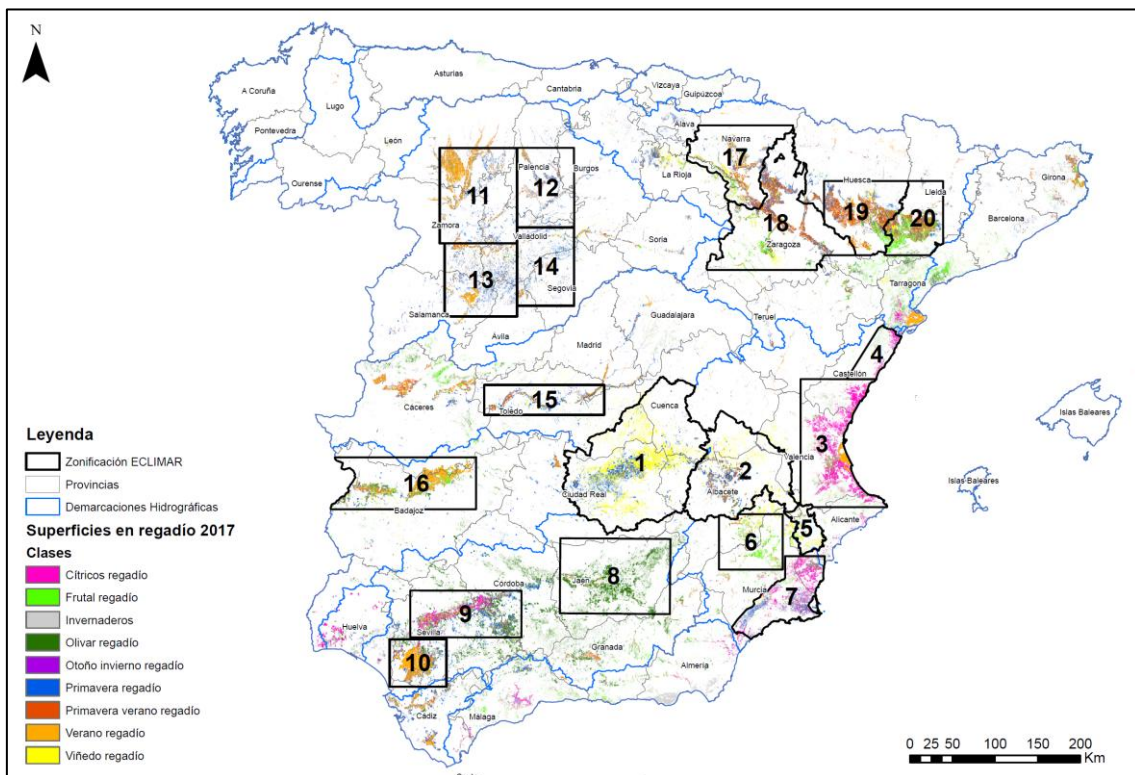 N
A Coruña
Lugo
Asturias
Cantabria
Vizcaya
Guipúzcoa
Pontevedra
León
Alava
Navarra
Ourense
Palencia
Burgos
La Rioja
Huesca
Lleida
Girona
Barcelona
17
11
12
18
19
20
Zamora
Valladolid
Soria
Zaragoza
13
14
Segovia
Salamanca
Tarragona
Ávila
Guadalajara
Teruel
Madrid
4
Castellón
Cáceres
15
Toledo
Cuenca
3
Islas Baleares
Islas Baleares
Valencia
1
2
Ciudad Real
Albacete
16
Badajoz
Alicante
5
6
8
Jaén
Córdoba
Murcia
7
9
Huelva
Sevilla
10
Granada
Almería
Cádiz
Málaga
Leyenda
Zonificación ECLIMAR
Provincias
Demarcaciones Hidrográficas
Superficies en regadío 2017
Clases
Cítricos regadío
Frutal regadío
Invernaderos
Olivar regadío
Otoño invierno regadío
Primavera regadío
Primavera verano regadío
Verano regadío
Viñedo regadío
0 25 50 100 150 200
Km